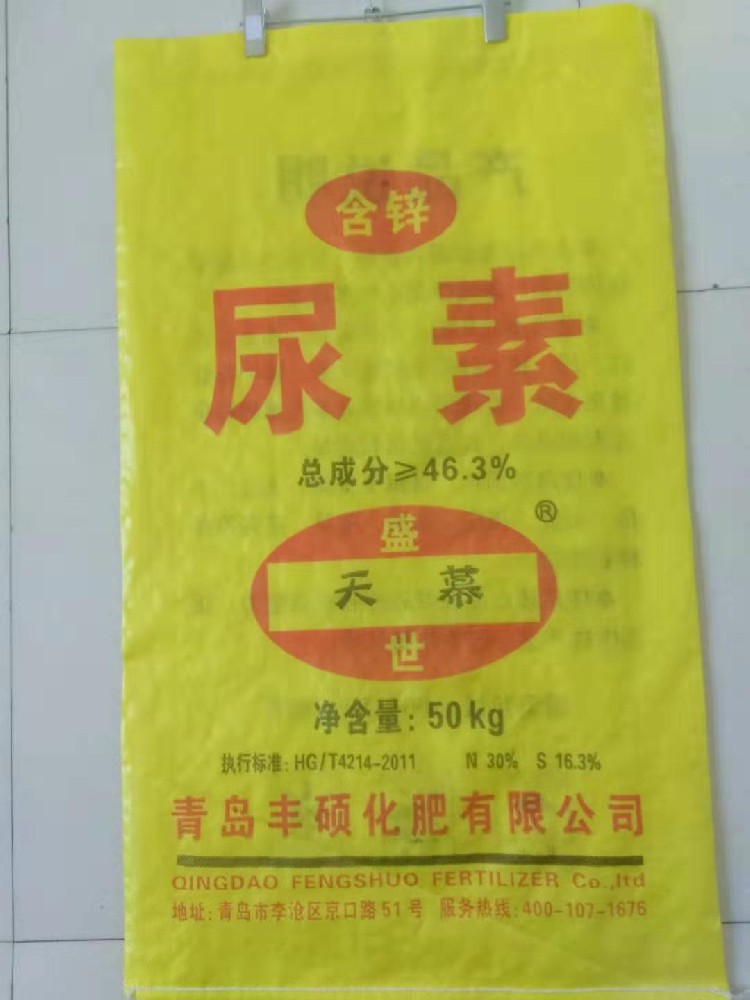 含锌
尿素
总成分≥46.3%
®
盛
天幕
世
净含量: 50kg
执行标准: HG/T4214-2011 N 30% S 16.3%
青岛丰硕化肥有限公司
QINGDAO FENGSHUO FERTILIZER Co.,ltd
地址: 青岛市李沧区京口路51号 服务热线: 400-107-1676